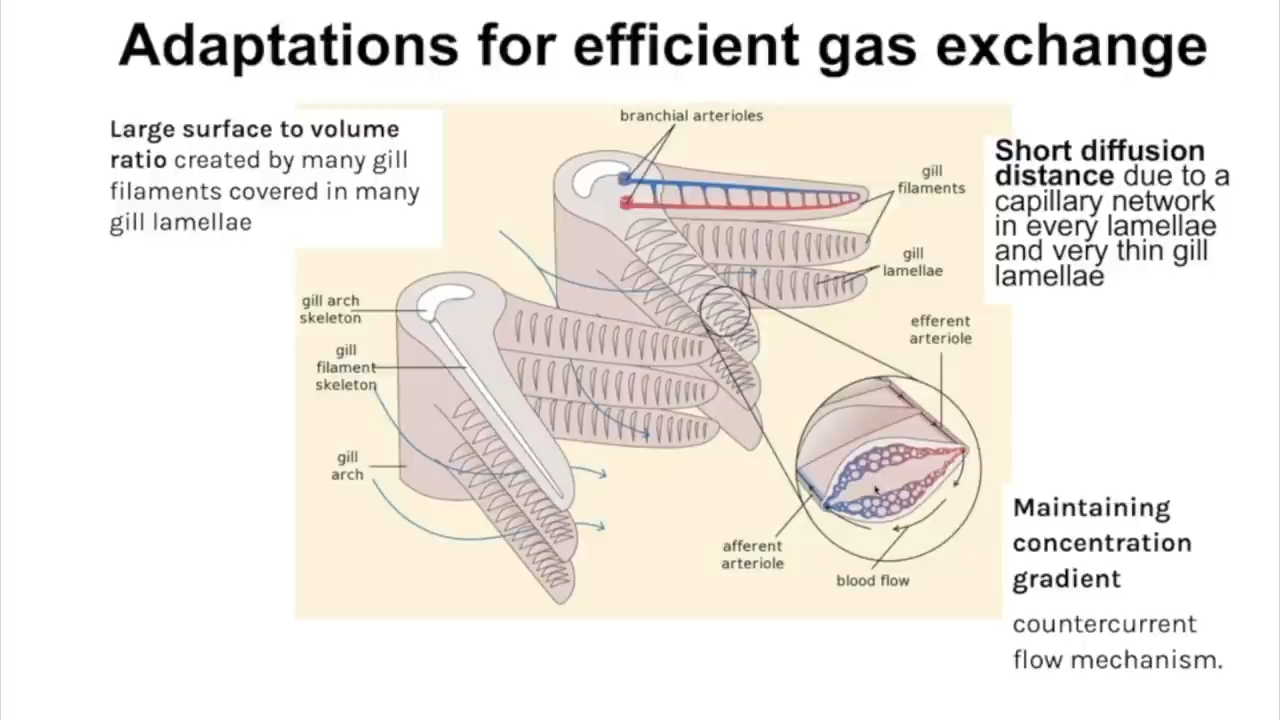 Adaptations for efficient gas exchange
Large surface to volume
ratio created by many gill
filaments covered in many
gill lamellae
branchial arterioles
gill
filaments
gill
lamellae
Short diffusion
distance due to a
capillary network
in every lamellae
and very thin gill
lamellae
gill arch
skeleton
gill
filament
skeleton
gill
arch
efferent
arteriole
afferent
arteriole
blood flow
Maintaining
concentration
gradient
countercurrent
flow mechanism.